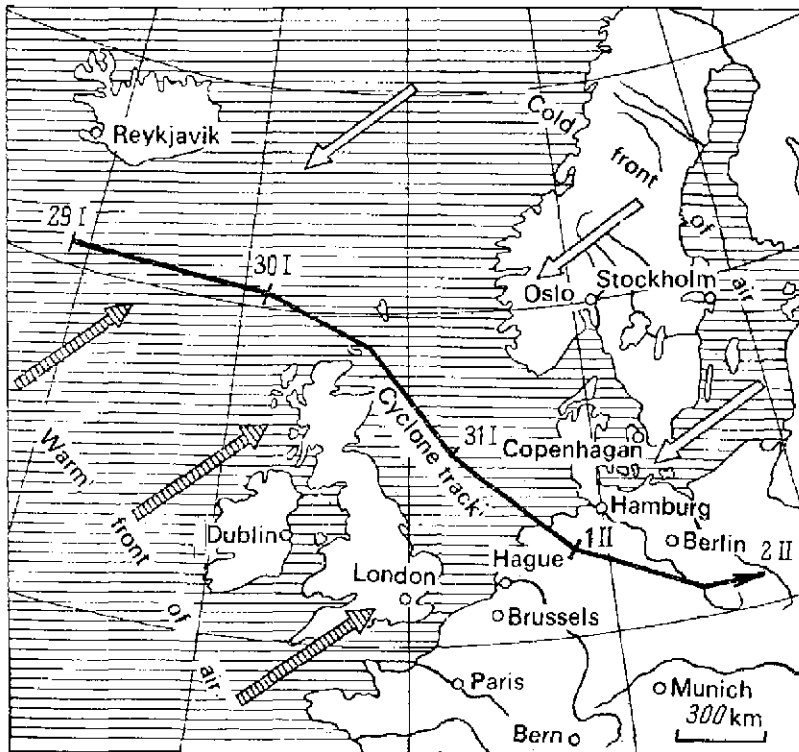 Reykjavik
Cold
front
of
air
29 I
30 I
Oslo
Stockholm
Warm
front
of
air.
Cyclone track.
31 I
Copenhagan
Hamburg
Dublin
1 II
Berlin
2 II
Hague
London
Brussels
Paris
Munich
Bern
300 km